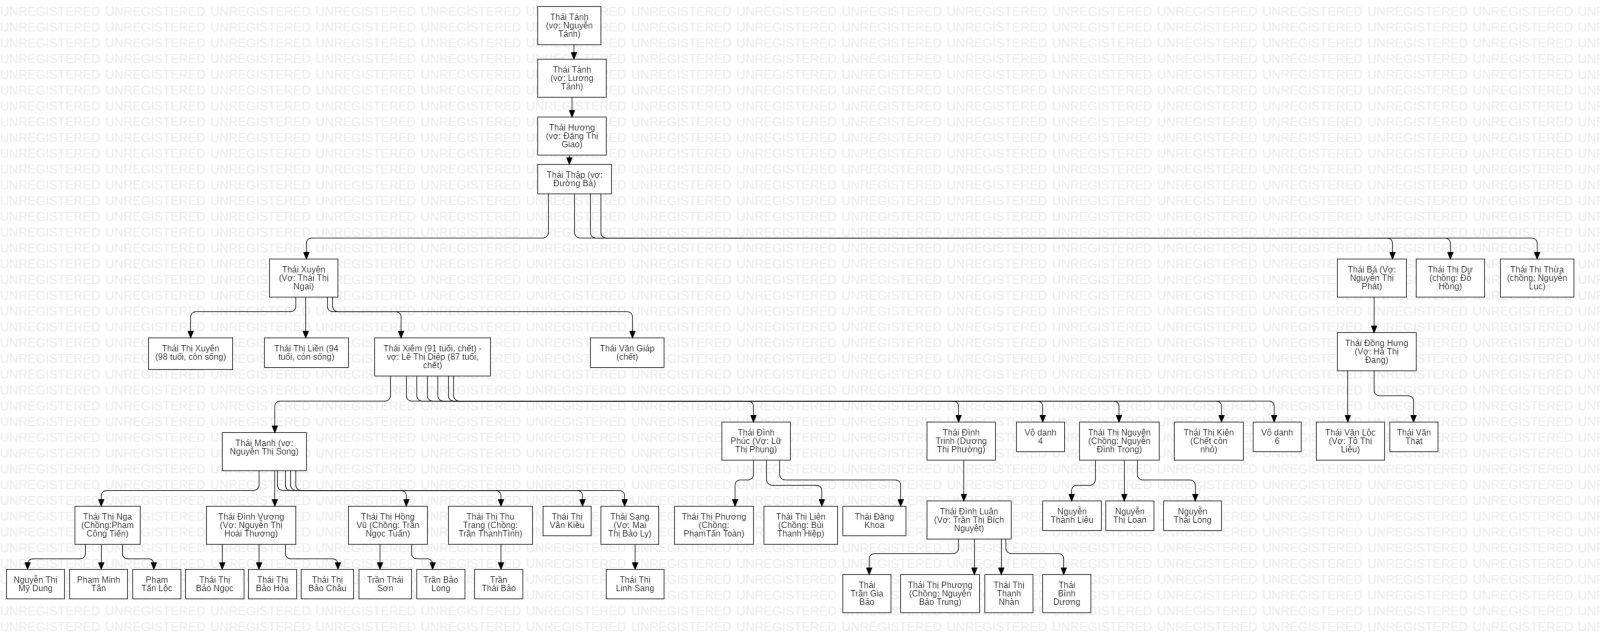 Thái Tánh
(vợ: Nguyễn
Tánh)
Thái Tánh
(vợ: Lương
Tánh)
Thái Hương
(vợ: Đặng Thị
Giao)
Thái Thập (vợ:
Đường Bà)
Thái Xuyên
(Vợ: Thái Thị
Ngại)
Thái Bá (Vợ:
Nguyễn Thị
Phát)
Thái Thị Dự
(chồng: Đỗ
Hồng)
Thái Thị Thừa
(chồng: Nguyễn
Lục)
Thái Thị Xuyện
(98 tuổi, còn sống)
Thái Thị Liền (94
tuổi, còn sống)
Thái Xiêm (91 tuổi, chết) -
vợ: Lê Thị Diệp (87 tuổi,
chết)
Thái Văn Giáp
(chết)
Thái Đồng Hưng
(Vợ: Hà Thị
Đang)
Thái Mạnh (vợ:
Nguyễn Thị Song)
Thái Đình
Phúc (Vợ: Lữ
Thị Phụng)
Thái Đình
Trinh (Dương
Thị Phường)
Vô danh
4
Thái Thị Nguyện
(Chồng: Nguyễn
Đình Trọng)
Thái Thị Kiện
(Chết còn
nhỏ)
Vô danh
6
Thái Văn Lộc
(Vợ: Tô Thị
Liễu)
Thái Văn
Thạt
Thái Thị Nga
(Chồng:Phạm
Công Tiên)
Thái Đình Vương
(Vợ: Nguyễn Thị
Hoài Thương)
Thái Thị Hồng
Vũ (Chồng: Trần
Ngọc Tuấn)
Thái Thị Thu
Trang (Chồng:
Trần ThanhTình)
Thái Thị
Vân Kiều
Thái Sang
(Vợ: Mai
Thị Bảo Ly)
Thái Thị Phương
(Chồng:
PhạmTấn Toàn)
Thái Thị Liên
(Chồng: Bùi
Thanh Hiệp)
Thái Đăng
Khoa
Thái Đình Luân
(Vợ: Trần Thị Bích
Nguyệt)
Nguyễn
Thành Liêu
Nguyễn
Thị Loan
Nguyễn
Thái Long
Nguyễn Thị
Mỹ Dung
Phạm Minh
Tân
Phạm
Tấn Lộc
Thái Thị
Bảo Ngọc
Thái Thị
Bảo Hòa
Thái Thị
Bảo Châu
Trần Thái
Sơn
Trần Bảo
Long
Trần
Thái Bảo
Thái Thị
Linh Sang
Thái
Trần Gia
Bảo
Thái Thị Phương
(Chồng: Nguyễn
Bảo Trung)
Thái Thị
Thanh
Nhàn
Thái
Bình
Dương